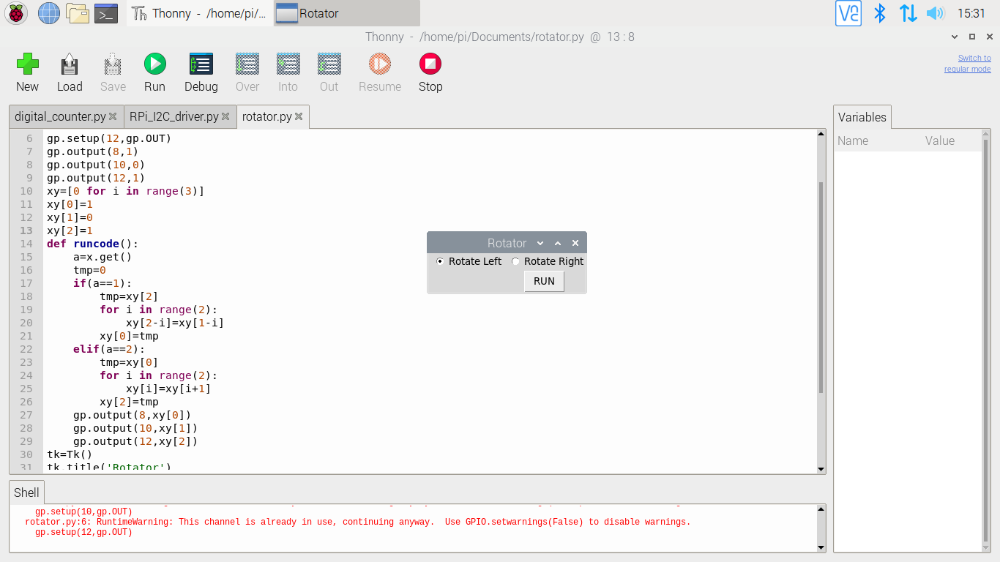 Thonny - /home/pi/... Rotator 15:31
Thonny - /home/pi/Documents/rotator.py @ 13 : 8
New Load Save Run Debug Over Into Out Resume Stop
Switch to
regular mode
digital_counter.py RPi_I2C_driver.py rotator.py
6 gp.setup(12,gp.OUT)
7 gp.output(8,1)
8 gp.output(10,0)
9 gp.output(12,1)
10 xy=[0 for i in range(3)]
11 xy[0]=1
12 xy[1]=0
13 xy[2]=1
14 def runcode():
15     a=x.get()
16     tmp=0
17     if(a==1):
18         tmp=xy[2]
19         for i in range(2):
20             xy[2-i]=xy[1-i]
21         xy[0]=tmp
22     elif(a==2):
23         tmp=xy[0]
24         for i in range(2):
25             xy[i]=xy[i+1]
26         xy[2]=tmp
27     gp.output(8,xy[0])
28     gp.output(10,xy[1])
29     gp.output(12,xy[2])
30 tk=Tk()
31 tk.title('Rotator')
Rotator
Rotate Left Rotate Right
RUN
Variables
Name Value
Shell
gp.setup(10,gp.OUT)
rotator.py:6: RuntimeWarning: This channel is already in use, continuing anyway.  Use GPIO.setwarnings(False) to disable warnings.
gp.setup(12,gp.OUT)